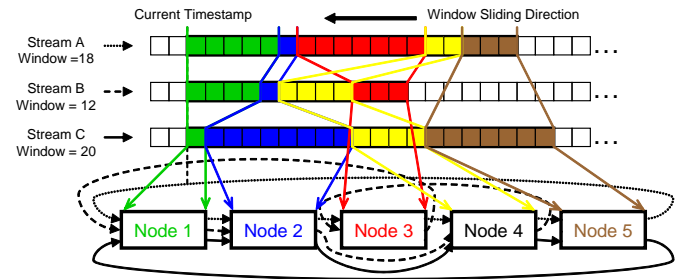 Current Timestamp
Window Sliding Direction
Stream A
Window =18
...
Stream B
Window = 12
...
Stream C
Window = 20
...
Node 1
Node 2
Node 3
Node 4
Node 5